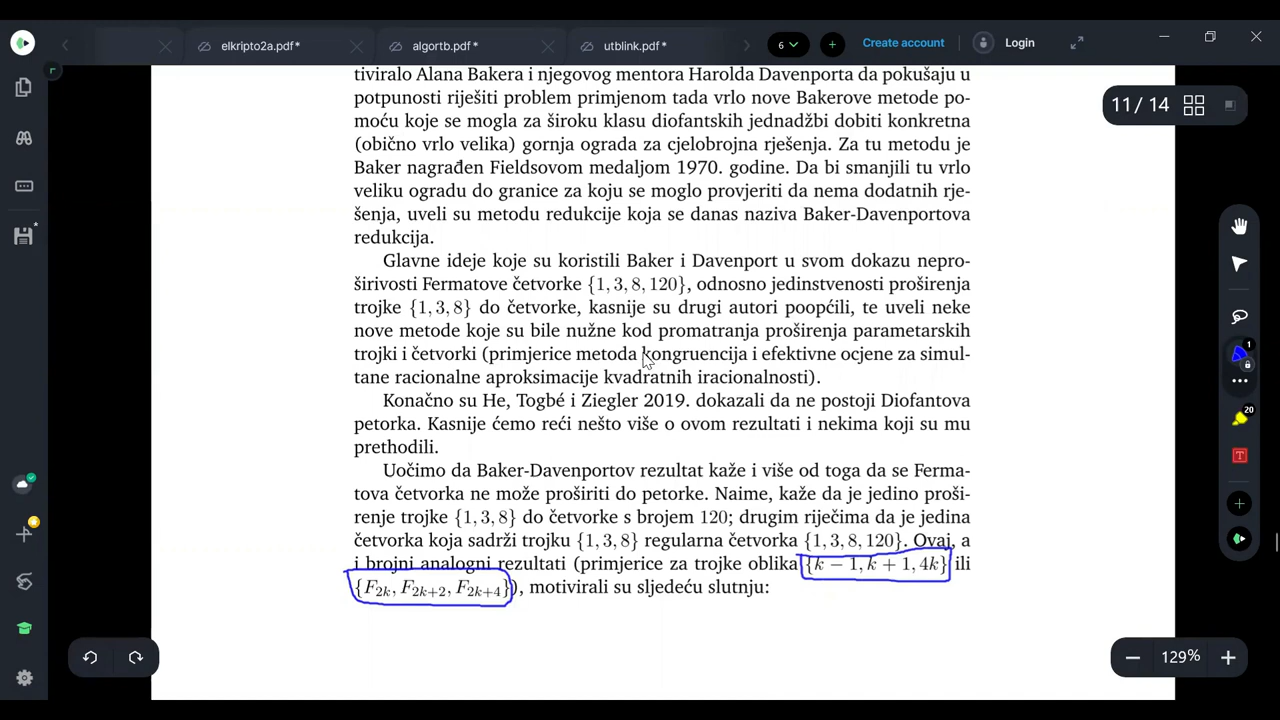 elkripto2a.pdf*
algortb.pdf*
utblink.pdf*
6
Create account
Login
11 / 14
tiviralo Alana Bakera i njegovog mentora Harolda Davenporta da pokušaju u
potpunosti riješiti problem primjenom tada vrlo nove Bakerove metode po-
moću koje se mogla za široku klasu diofantskih jednadžbi dobiti konkretna
(obično vrlo velika) gornja ograda za cjelobrojna rješenja. Za tu metodu je
Baker nagrađen Fieldsovom medaljom 1970. godine. Da bi smanjili tu vrlo
veliku ogradu do granice za koju se moglo provjeriti da nema dodatnih rje-
šenja, uveli su metodu redukcije koja se danas naziva Baker-Davenportova
redukcija.
Glavne ideje koje su koristili Baker i Davenport u svom dokazu nepro-
širivosti Fermatove četvorke {1, 3, 8, 120}, odnosno jedinstvenosti proširenja
trojke {1, 3, 8} do četvorke, kasnije su drugi autori poopćili, te uveli neke
nove metode koje su bile nužne kod promatranja proširenja parametarskih
trojki i četvorki (primjerice metoda kongruencija i efektivne ocjene za simul-
tane racionalne aproksimacije kvadratnih iracionalnosti).
Konačno su He, Togbé i Ziegler 2019. dokazali da ne postoji Diofantova
petorka. Kasnije ćemo reći nešto više o ovom rezultati i nekima koji su mu
prethodili.
Uočimo da Baker-Davenportov rezultat kaže i više od toga da se Ferma-
tova četvorka ne može proširiti do petorke. Naime, kaže da je jedino proši-
renje trojke {1, 3, 8} do četvorke s brojem 120; drugim riječima da je jedina
četvorka koja sadrži trojku {1, 3, 8} regularna četvorka {1, 3, 8, 120}. Ovaj, a
i brojni analogni rezultati (primjerice za trojke oblika {k − 1, k + 1, 4k} ili
{F₂ₖ, F₂ₖ₊₂, F₂ₖ₊₄}), motivirali su sljedeću slutnju:
1
20
T
129%